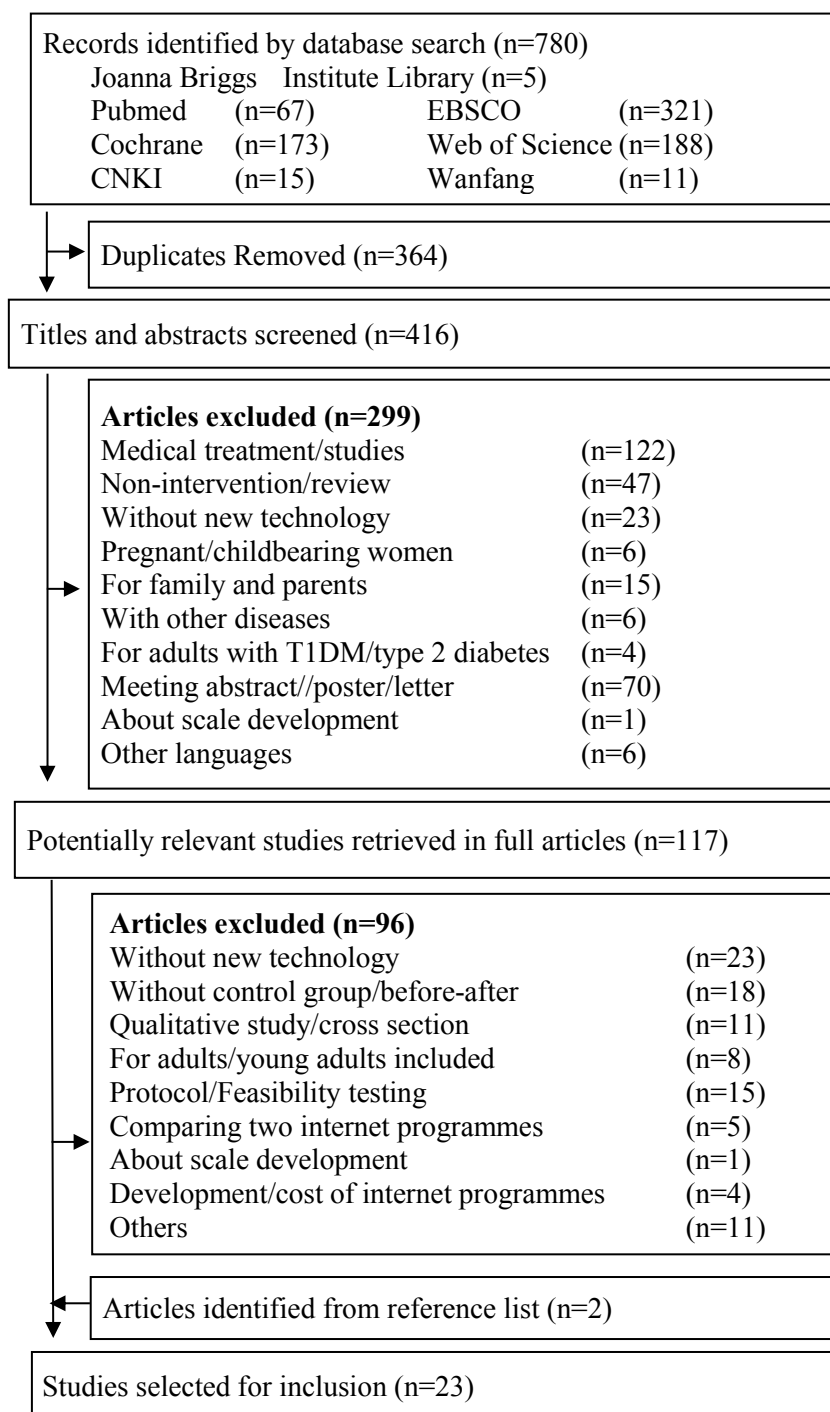 Records identified by database search (n=780)
Joanna Briggs Institute Library (n=5)
Pubmed (n=67) EBSCO (n=321)
Cochrane (n=173) Web of Science (n=188)
CNKI (n=15) Wanfang (n=11)
Duplicates Removed (n=364)
Titles and abstracts screened (n=416)
Articles excluded (n=299)
Medical treatment/studies (n=122)
Non-intervention/review (n=47)
Without new technology (n=23)
Pregnant/childbearing women (n=6)
For family and parents (n=15)
With other diseases (n=6)
For adults with T1DM/type 2 diabetes (n=4)
Meeting abstract//poster/letter (n=70)
About scale development (n=1)
Other languages (n=6)
Potentially relevant studies retrieved in full articles (n=117)
Articles excluded (n=96)
Without new technology (n=23)
Without control group/before-after (n=18)
Qualitative study/cross section (n=11)
For adults/young adults included (n=8)
Protocol/Feasibility testing (n=15)
Comparing two internet programmes (n=5)
About scale development (n=1)
Development/cost of internet programmes (n=4)
Others (n=11)
Articles identified from reference list (n=2)
Studies selected for inclusion (n=23)